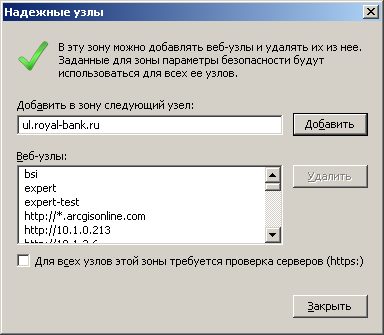 Надежные узлы
В эту зону можно добавлять веб-узлы и удалять их из нее.
Заданные для зоны параметры безопасности будут
использоваться для всех ее узлов.
Добавить в зону следующий узел:
ul.royal-bank.ru
Добавить
Веб-узлы:
bsi
expert
expert-test
http://*.arcgisonline.com
http://10.1.0.213
Удалить
Для всех узлов этой зоны требуется проверка серверов (https:)
Закрыть